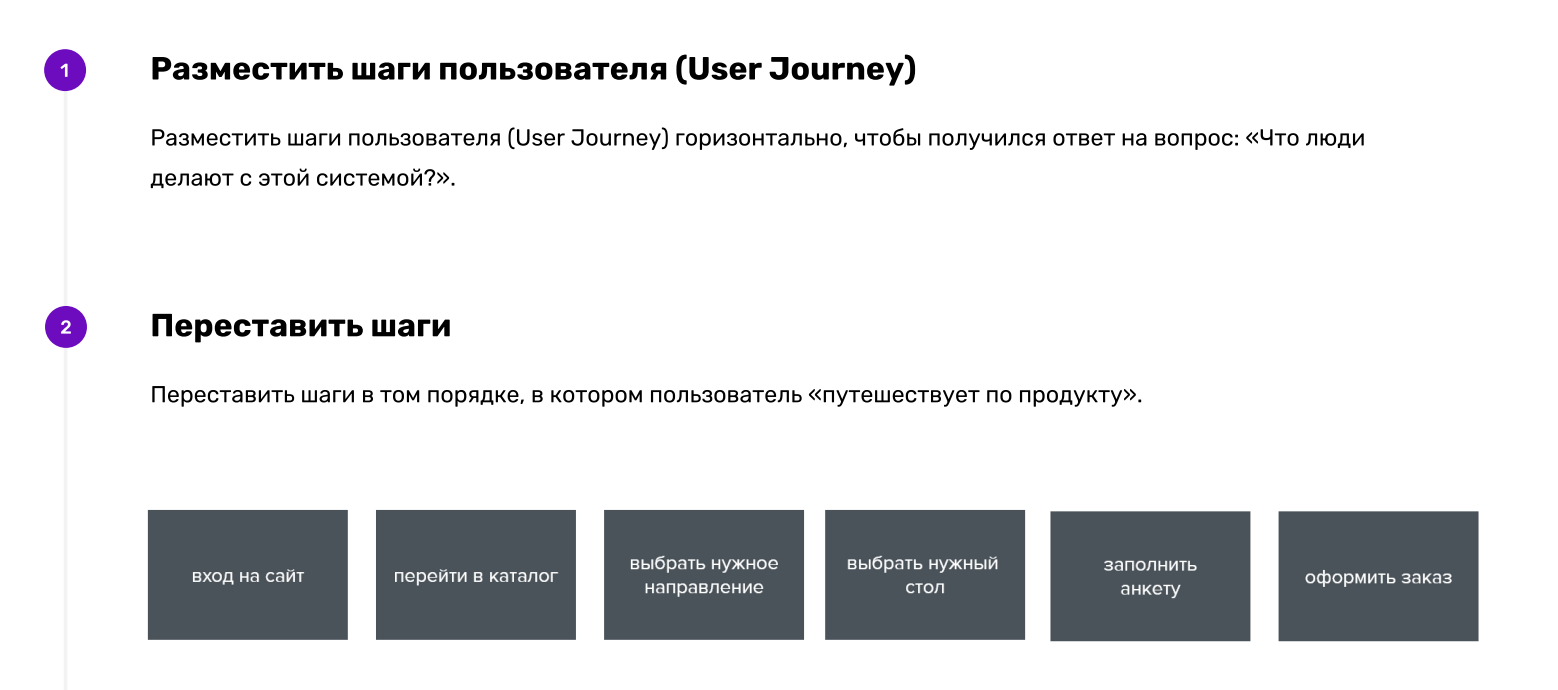 1
Разместить шаги пользователя (User Journey)
Разместить шаги пользователя (User Journey) горизонтально, чтобы получился ответ на вопрос: «Что люди
делают с этой системой?».
2
Переставить шаги
Переставить шаги в том порядке, в котором пользователь «путешествует по продукту».
вход на сайт
перейти в каталог
выбрать нужное
направление
выбрать нужный
стол
заполнить
анкету
оформить заказ